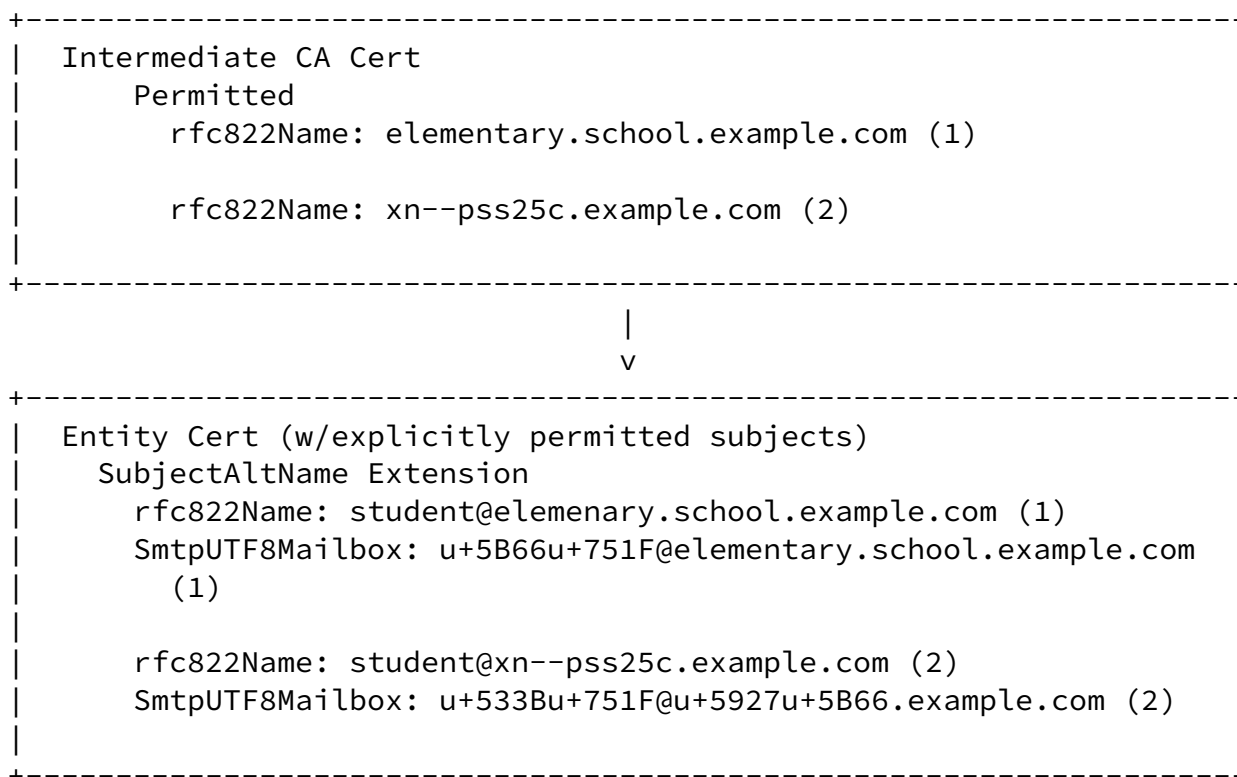 +-------------------------------------------------------------------
|  Intermediate CA Cert
|      Permitted
|        rfc822Name: elementary.school.example.com (1)
|
|        rfc822Name: xn--pss25c.example.com (2)
|
+-------------------------------------------------------------------
                                  |
                                  v
+-------------------------------------------------------------------
|  Entity Cert (w/explicitly permitted subjects)
|    SubjectAltName Extension
|      rfc822Name: student@elemenary.school.example.com (1)
|      SmtpUTF8Mailbox: u+5B66u+751F@elementary.school.example.com
|        (1)
|
|      rfc822Name: student@xn--pss25c.example.com (2)
|      SmtpUTF8Mailbox: u+533Bu+751F@u+5927u+5B66.example.com (2)
|
+-------------------------------------------------------------------